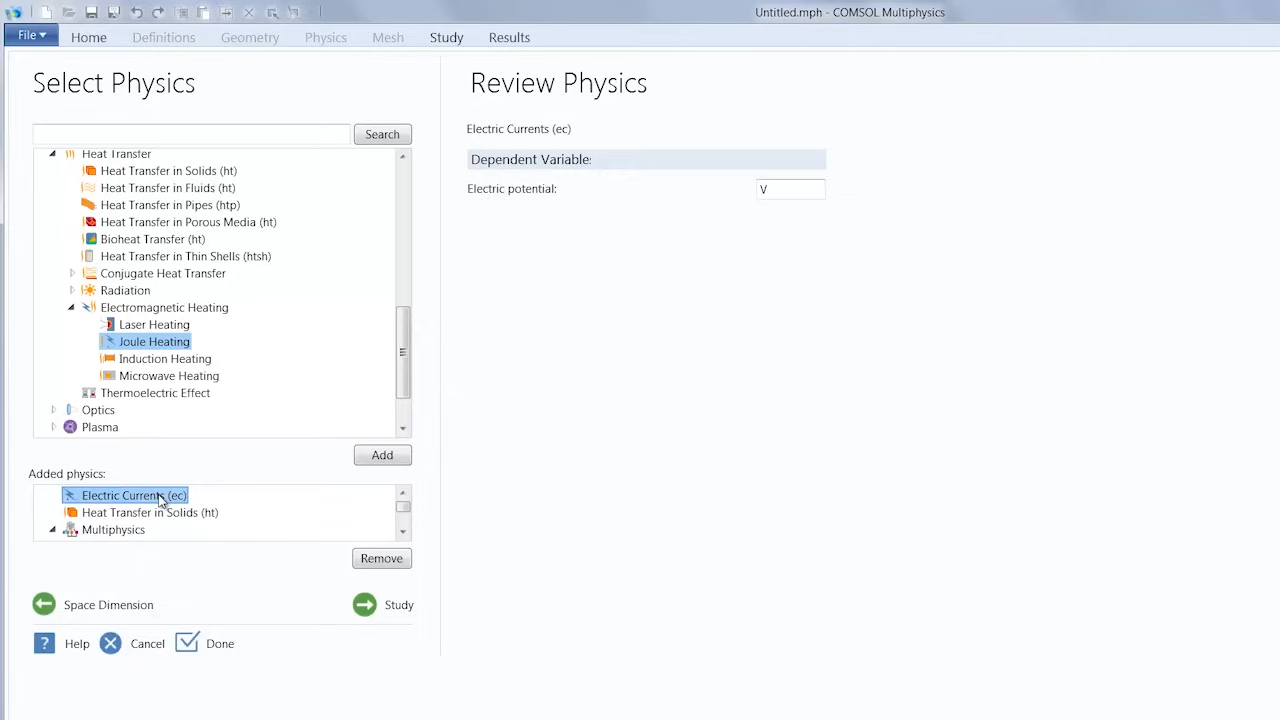 Untitled.mph - COMSOL Multiphysics
File Home Definitions Geometry Physics Mesh Study Results
Select Physics
Search
Heat Transfer
Heat Transfer in Solids (ht)
Heat Transfer in Fluids (ht)
Heat Transfer in Pipes (htp)
Heat Transfer in Porous Media (ht)
Bioheat Transfer (ht)
Heat Transfer in Thin Shells (htsh)
Conjugate Heat Transfer
Radiation
Electromagnetic Heating
Laser Heating
Joule Heating
Induction Heating
Microwave Heating
Thermoelectric Effect
Optics
Plasma
Add
Added physics:
Electric Currents (ec)
Heat Transfer in Solids (ht)
Multiphysics
Remove
Space Dimension
Study
? Help Cancel Done
Review Physics
Electric Currents (ec)
Dependent Variable:
Electric potential: V